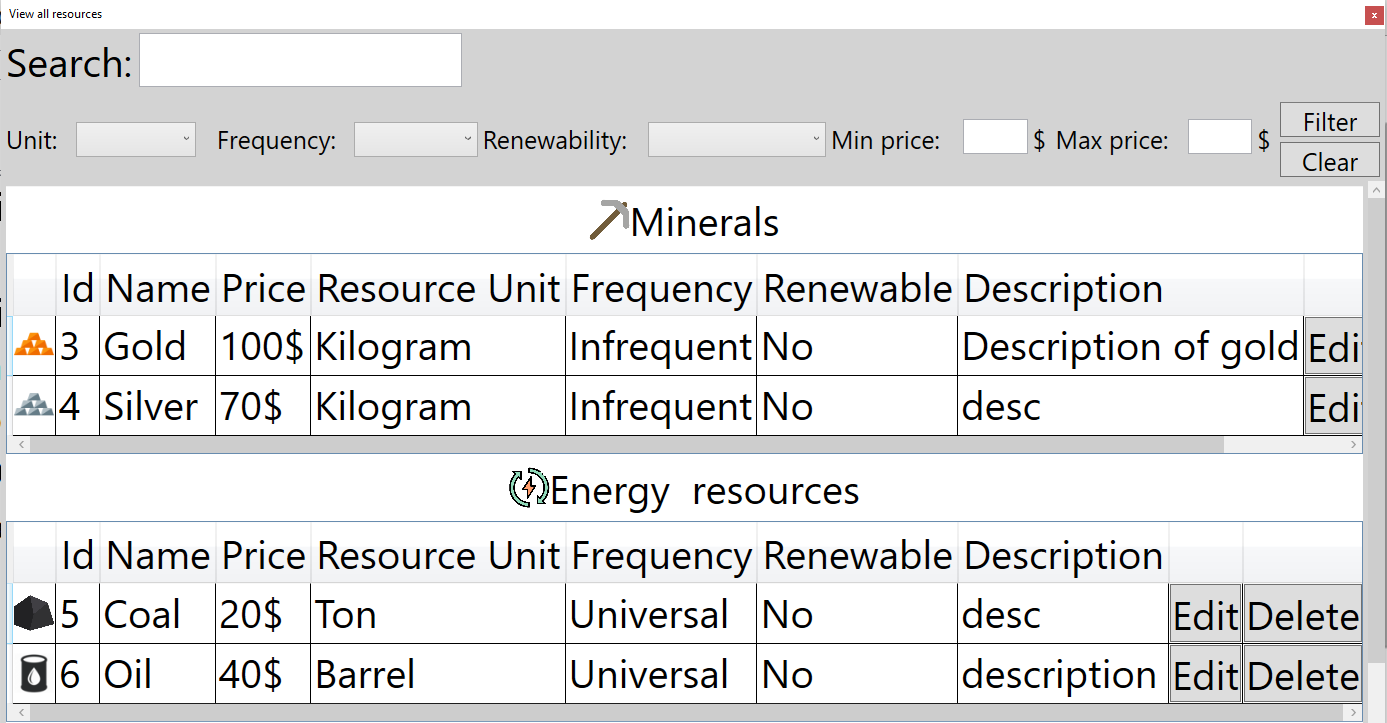 View all resources
Search:
Unit: Frequency: Renewability: Min price: $ Max price: $
Filter
Clear
Minerals
Id Name Price Resource Unit Frequency Renewable Description
3 Gold 100$ Kilogram Infrequent No Description of gold Edit
4 Silver 70$ Kilogram Infrequent No desc Edit
Energy resources
Id Name Price Resource Unit Frequency Renewable Description
5 Coal 20$ Ton Universal No desc Edit Delete
6 Oil 40$ Barrel Universal No description Edit Delete